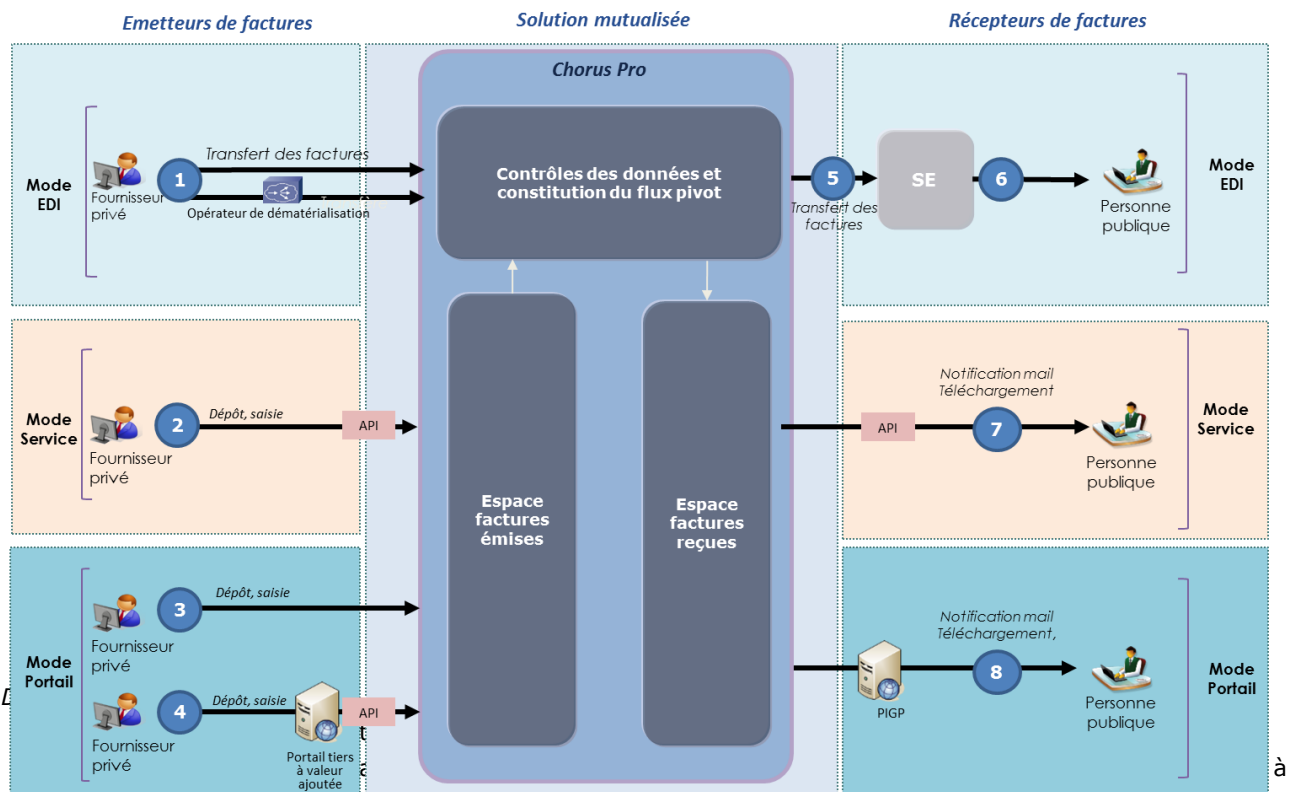 Emetteurs de factures
Solution mutualisée
Récepteurs de factures
Chorus Pro
Mode
EDI
Fournisseur
privé
1
Transfert des factures
Opérateur de dématérialisation
Contrôles des données et
constitution du flux pivot
5
Transfert des
factures
SE
6
Personne
publique
Mode
EDI
Mode
Service
Fournisseur
privé
2
Dépôt, saisie
API
Espace
factures
émises
Espace
factures
reçues
API
Notification mail
Téléchargement
7
Personne
publique
Mode
Service
Mode
Portail
Fournisseur
privé
3
Dépôt, saisie
Fournisseur
privé
4
Dépôt, saisie
Portail tiers
à valeur
ajoutée
API
PIGP
Notification mail
Téléchargement,
8
Personne
publique
Mode
Portail
à